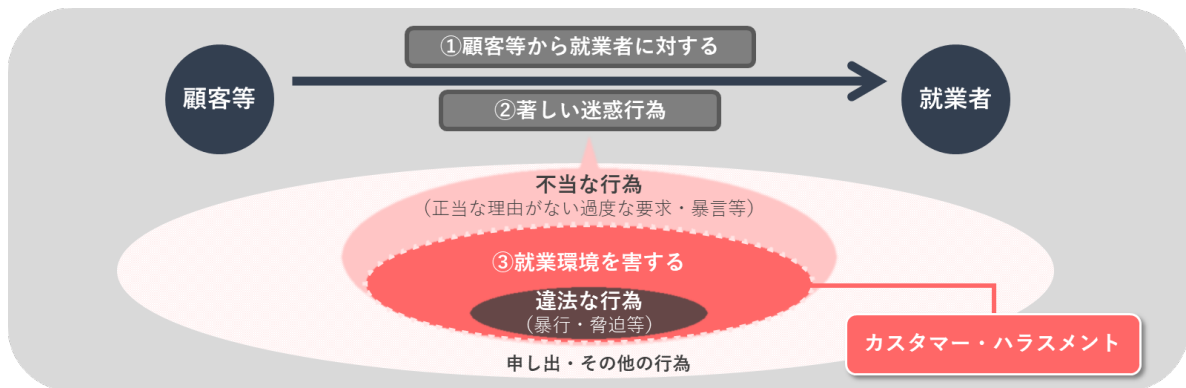 ①顧客等から就業者に対する
顧客等
就業者
②著しい迷惑行為
不当な行為
（正当な理由がない過度な要求・暴言等）
③就業環境を害する
違法な行為
（暴行・脅迫等）
カスタマー・ハラスメント
申し出・その他の行為